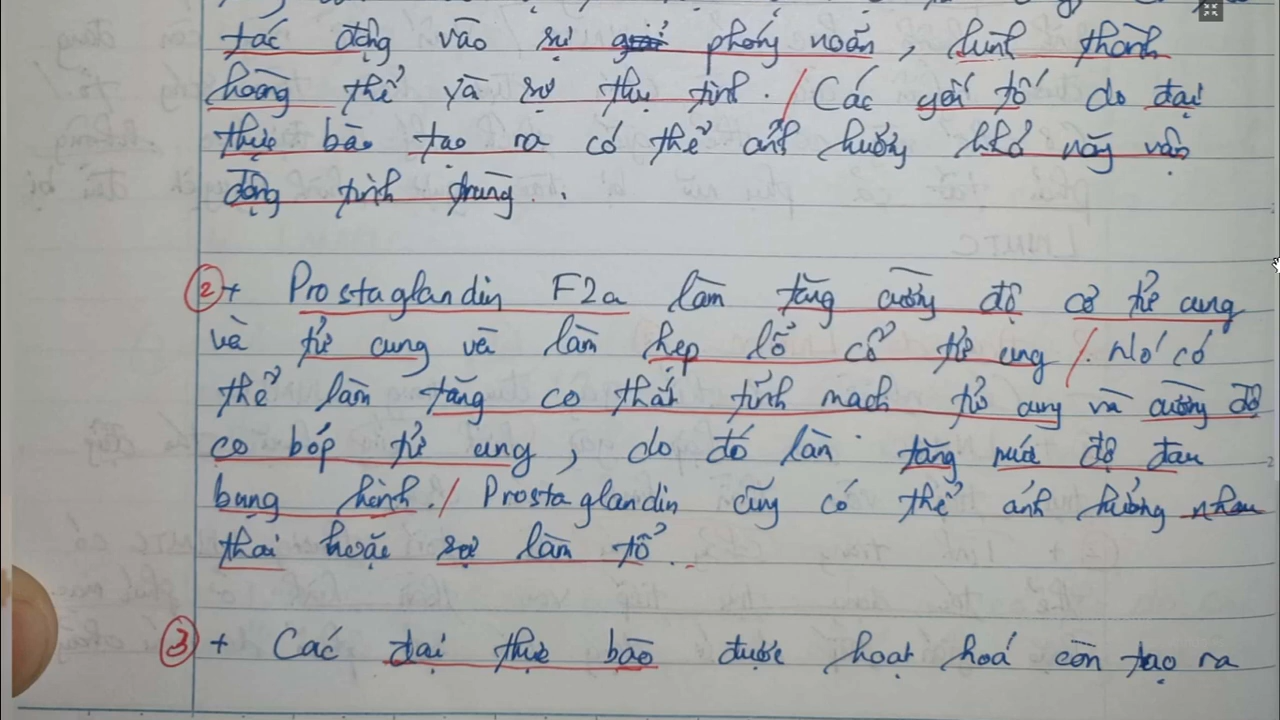 tác động vào sự phóng noãn, hình thành
hoàng thể và sự thụ tinh. / Các yếu tố do đại
thực bào tạo ra có thể ảnh hưởng khả năng vận
động tinh trùng.
② + Prostaglandin F2a làm tăng cường độ cơ tử cung
và tử cung và làm hẹp lỗ cổ tử cung /. Nó có
thể làm tăng co thắt tĩnh mạch tử cung và cường độ
co bóp tử cung, do đó làm tăng mức độ đau
bụng kinh. / Prostaglandin cũng có thể ảnh hưởng nhau
thai hoặc sự làm tổ.
③ + Các đại thực bào được hoạt hoá còn tạo ra